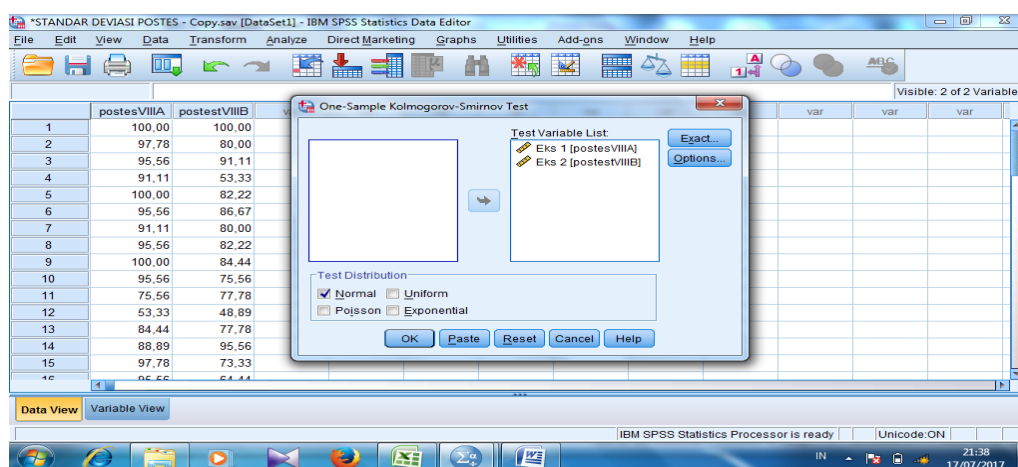 *STANDAR DEVIASI POSTES - Copy.sav [DataSet1] - IBM SPSS Statistics Data Editor
File Edit View Data Transform Analyze Direct Marketing Graphs Utilities Add-ons Window Help
Visible: 2 of 2 Variable
postesVIIIA postestVIIIB var var var
1 100,00 100,00
2 97,78 80,00
3 95,56 91,11
4 91,11 53,33
5 100,00 82,22
6 95,56 86,67
7 91,11 80,00
8 95,56 82,22
9 100,00 84,44
10 95,56 75,56
11 75,56 77,78
12 53,33 48,89
13 84,44 77,78
14 88,89 95,56
15 97,78 73,33
One-Sample Kolmogorov-Smirnov Test
Test Variable List:
Eks 1 [postesVIIIA]
Eks 2 [postestVIIIB]
Exact...
Options...
Test Distribution
Normal Uniform
Poisson Exponential
OK Paste Reset Cancel Help
Data View Variable View
IBM SPSS Statistics Processor is ready Unicode:ON
IN 21:38
17/07/2017